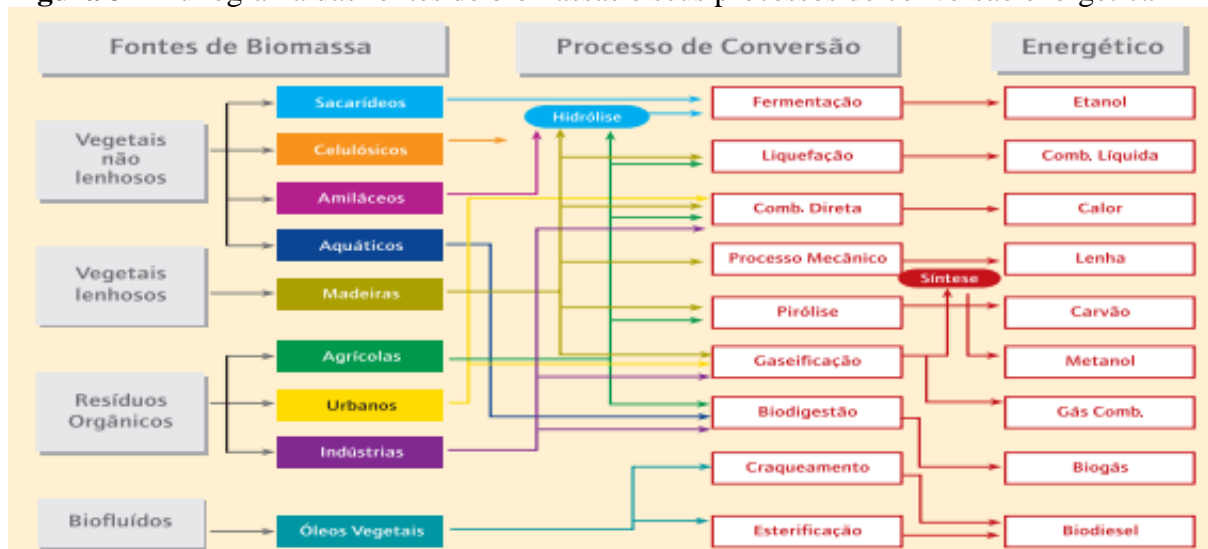 Fontes de Biomassa
Processo de Conversão
Energético
Vegetais
não
lenhosos
Vegetais
lenhosos
Resíduos
Orgânicos
Biofluídos
Sacarídeos
Celulósicos
Amiláceos
Aquáticos
Madeiras
Agrícolas
Urbanos
Indústrias
Óleos Vegetais
Hidrólise
Fermentação
Liquefação
Comb. Direta
Processo Mecânico
Pirólise
Gaseificação
Biodigestão
Craqueamento
Esterificação
Síntese
Etanol
Comb. Líquida
Calor
Lenha
Carvão
Metanol
Gás Comb.
Biogás
Biodiesel